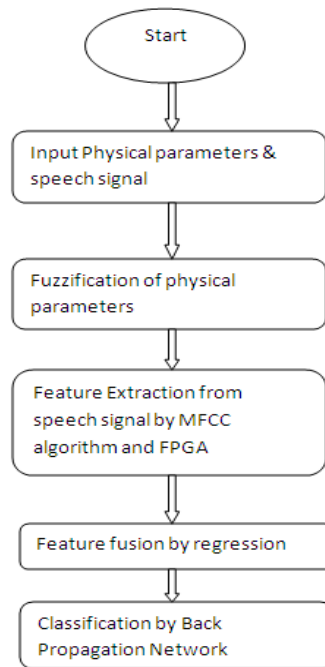 Start
Input Physical parameters &
speech signal
Fuzzification of physical
parameters
Feature Extraction from
speech signal by MFCC
algorithm and FPGA
Feature fusion by regression
Classification by Back
Propagation Network